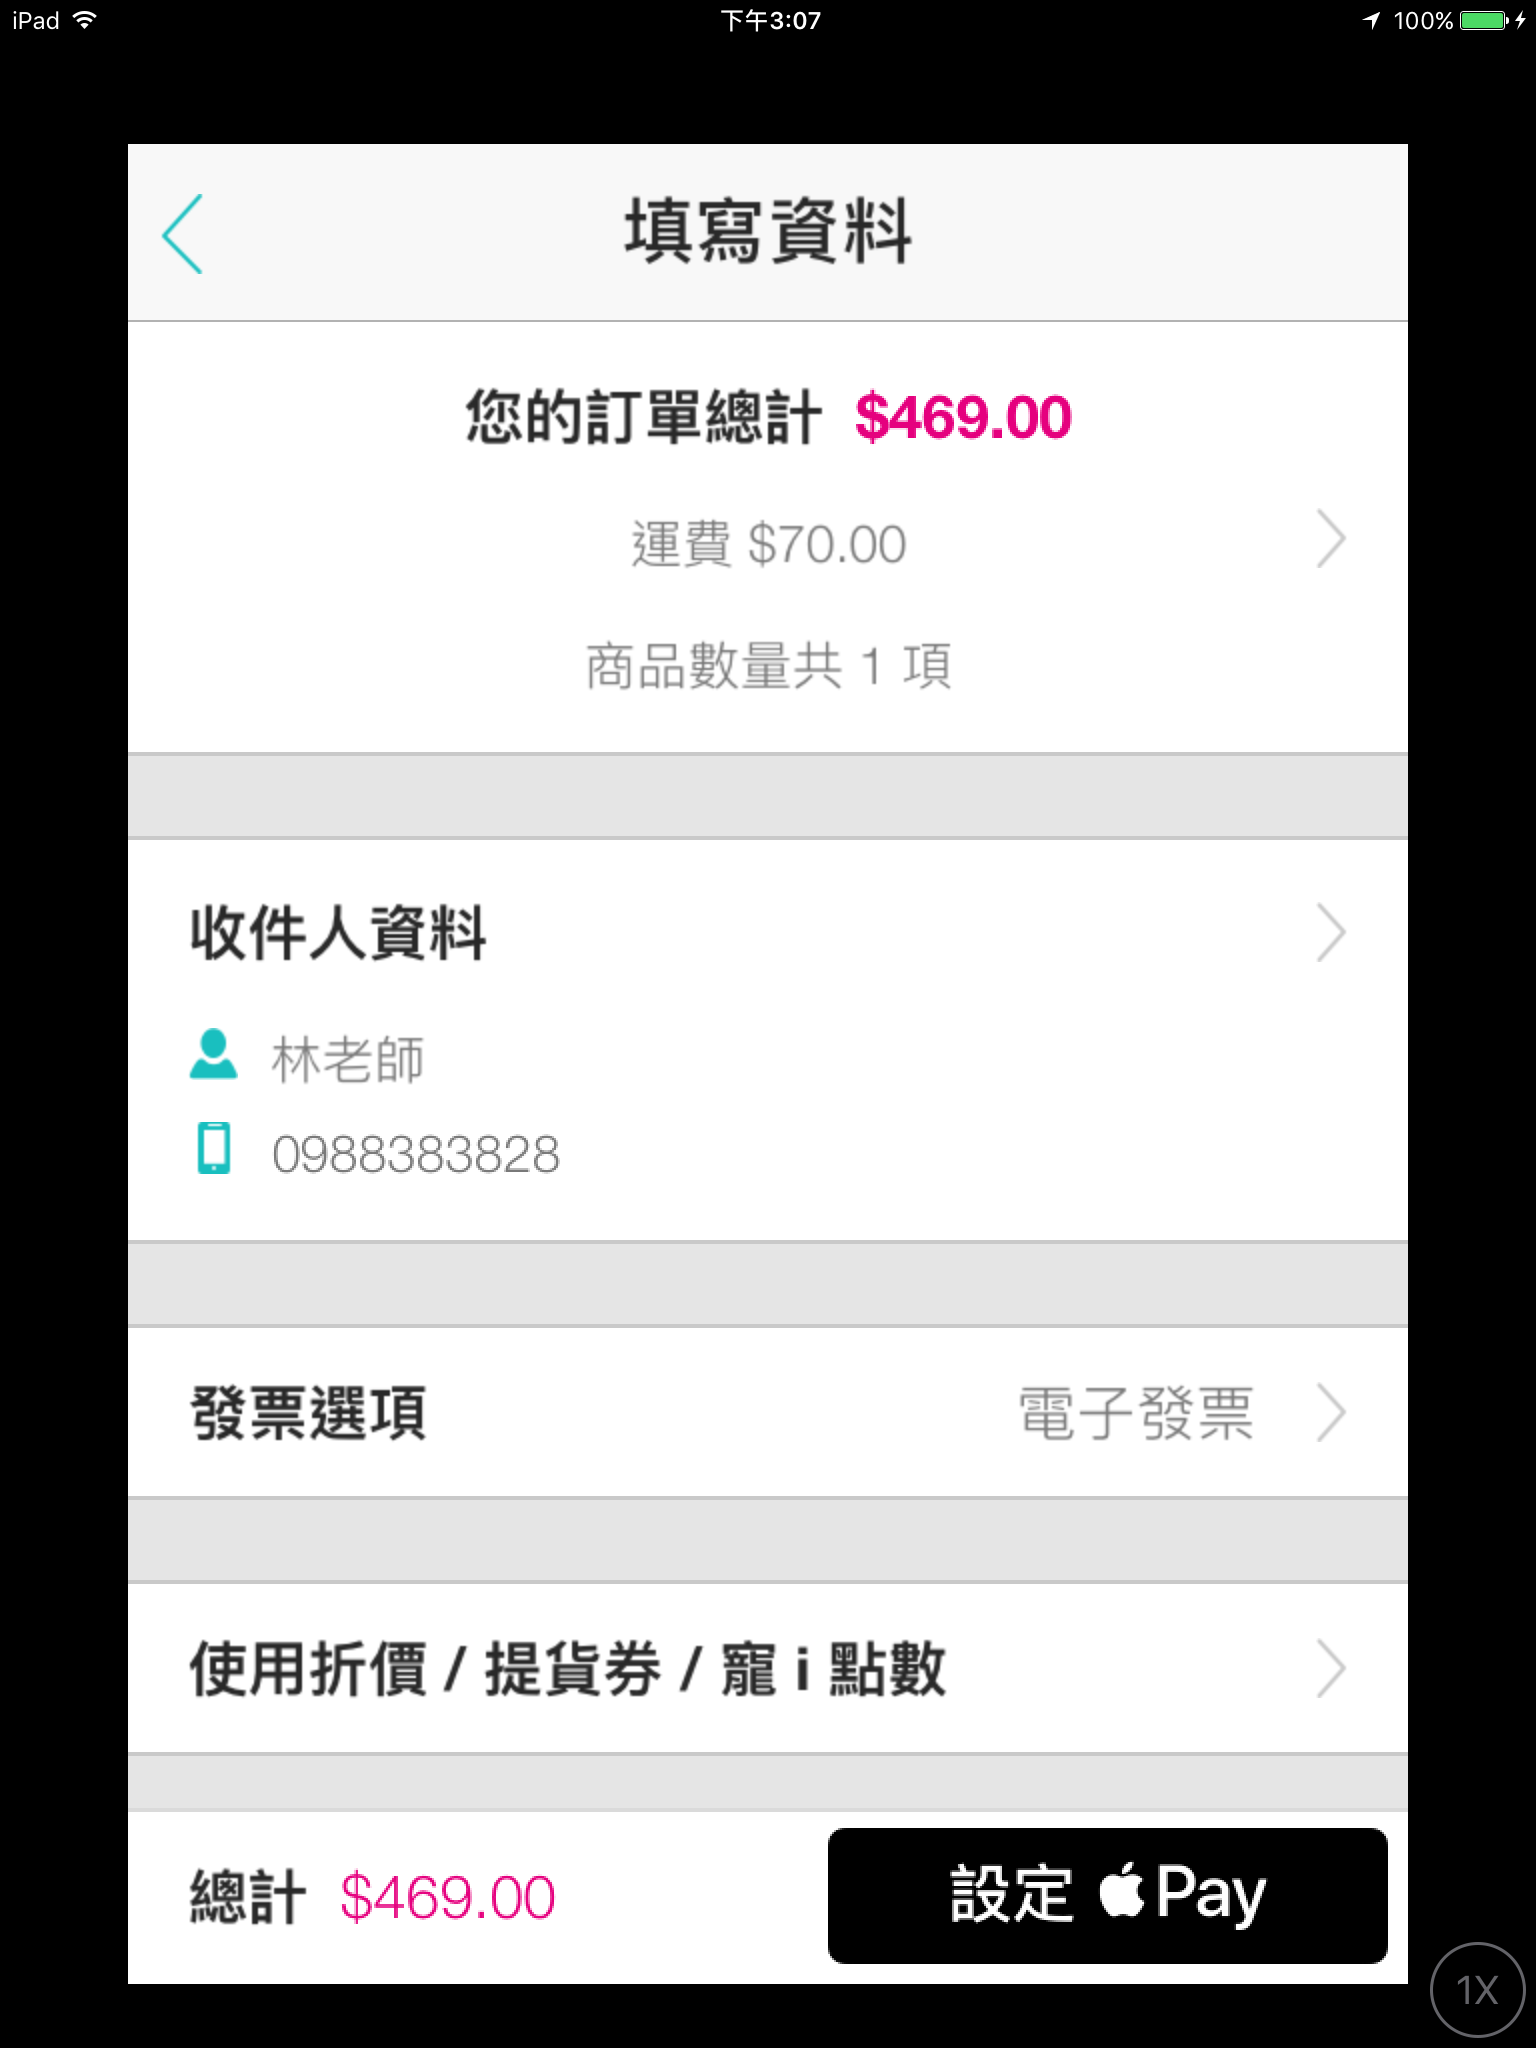 iPad 下午3:07 100%
填寫資料
您的訂單總計 $469.00
運費 $70.00
商品數量共 1 項
收件人資料
林老師
0988383828
發票選項 電子發票
使用折價 / 提貨券 / 寵 i 點數
總計 $469.00 設定 Pay
1X